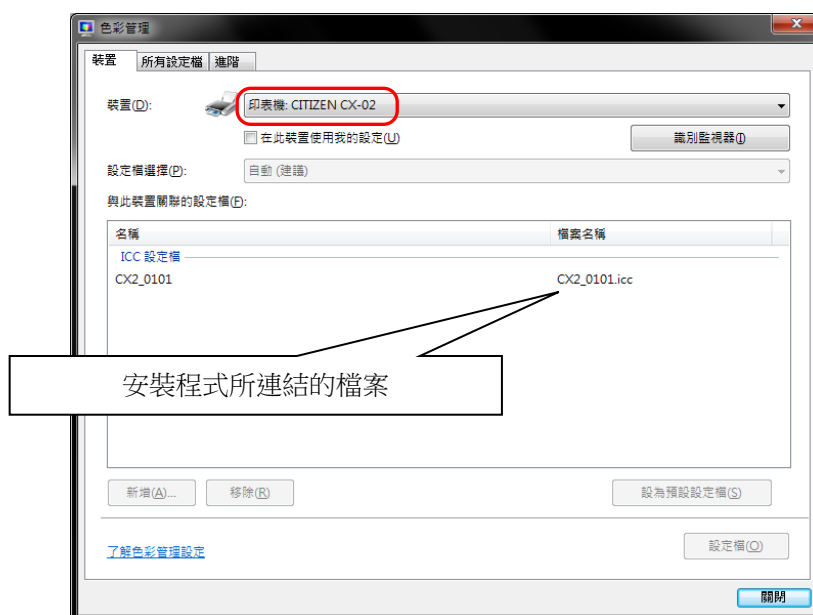 色彩管理
裝置 所有設定檔 進階
裝置(D): 印表機: CITIZEN CX-02
在此裝置使用我的設定(U) 識別監視器(I)
設定檔選擇(P): 自動 (建議)
與此裝置關聯的設定檔(F):
名稱 檔案名稱
ICC 設定檔
CX2_0101 CX2_0101.icc
安裝程式所連結的檔案
新增(A)... 移除(R) 設為預設設定檔(S)
了解色彩管理設定 設定檔(O)
關閉